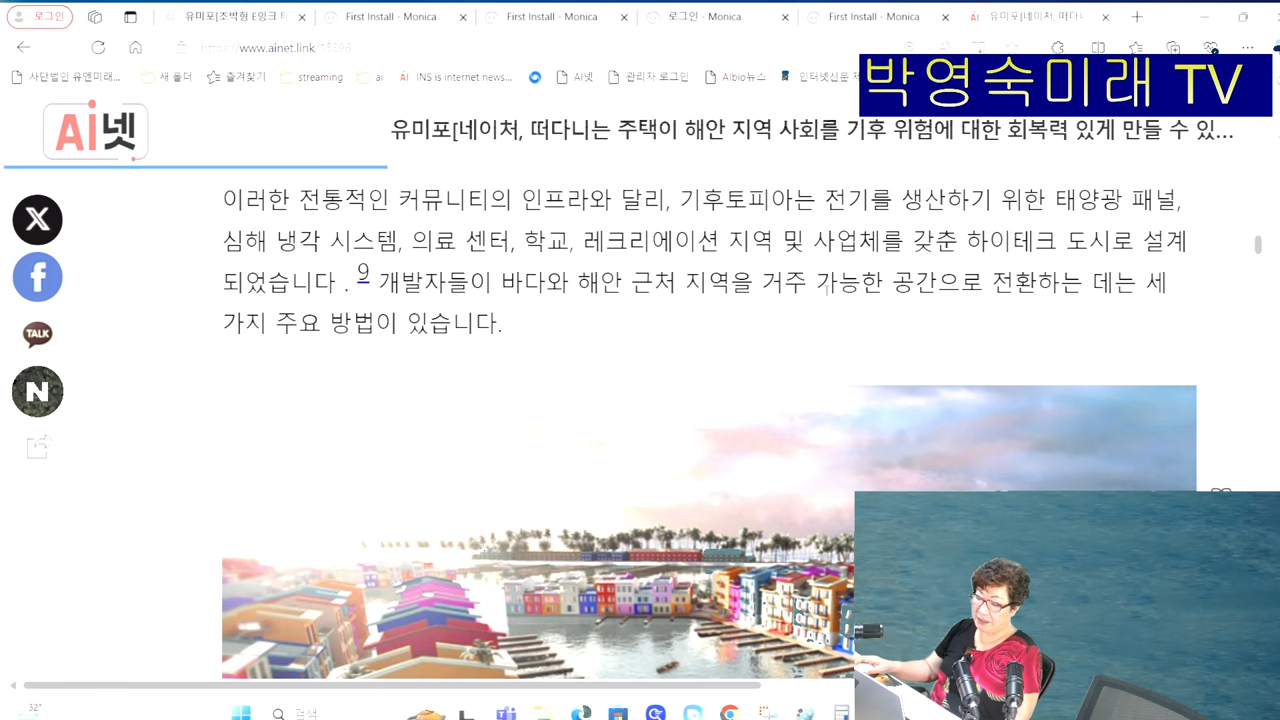 로그인
유미포[초박형 E잉크 E
First Install - Monica
First Install - Monica
로그인 - Monica
First Install - Monica
유미포[네이처, 떠다니
https://www.ainet.link/15596
사단법인 유엔미래...
새 폴더
즐겨찾기
streaming
ai
INS is internet news...
AI넷
관리자 로그인
AIbio뉴스
인터넷신문
박영숙미래 TV
Ai넷
유미포[네이처, 떠다니는 주택이 해안 지역 사회를 기후 위험에 대한 회복력 있게 만들 수 있...
이러한 전통적인 커뮤니티의 인프라와 달리, 기후토피아는 전기를 생산하기 위한 태양광 패널,
심해 냉각 시스템, 의료 센터, 학교, 레크리에이션 지역 및 사업체를 갖춘 하이테크 도시로 설계
되었습니다 . 9 개발자들이 바다와 해안 근처 지역을 거주 가능한 공간으로 전환하는 데는 세
가지 주요 방법이 있습니다.
X
f
TALK
N
32°
검색